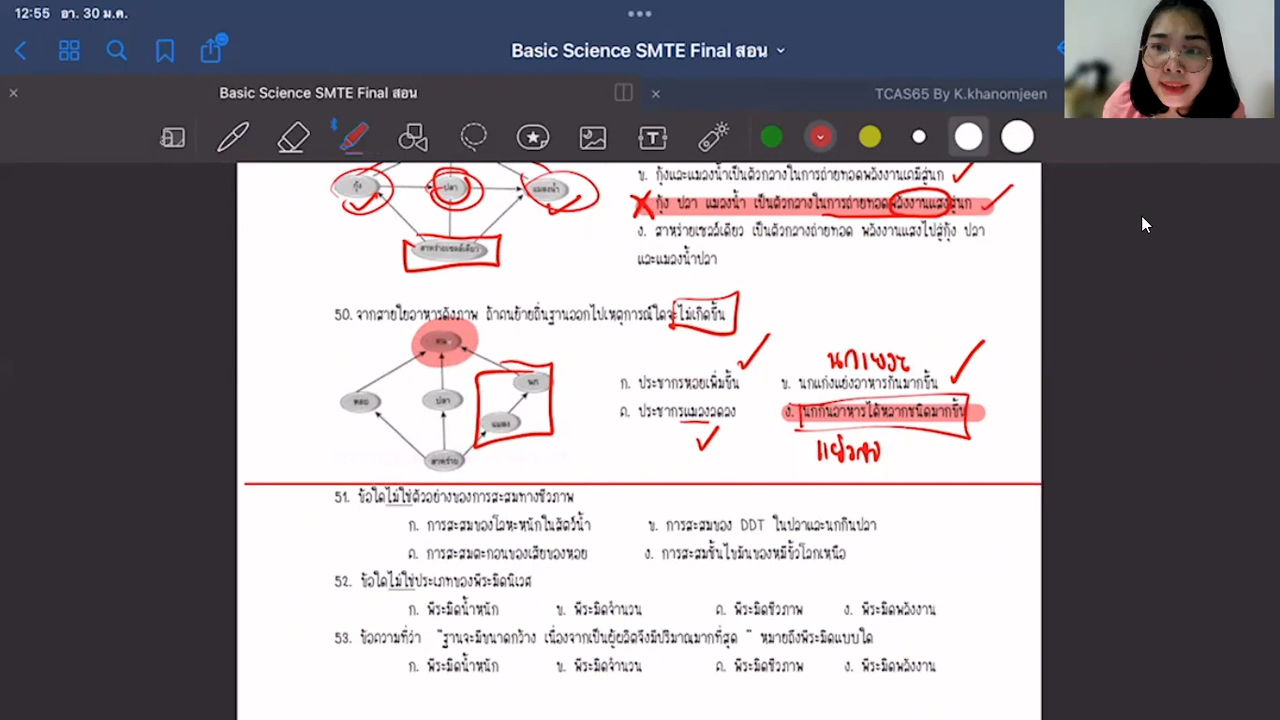 12:55 อา. 30 ม.ค.
Basic Science SMTE Final สอน
Basic Science SMTE Final สอน
TCAS65 By K.khanomjeen
ข. กุ้งและแมลงน้ำเป็นตัวกลางในการถ่ายทอดพลังงานเคมีสู่นก
กุ้ง ปลา แมลงน้ำ เป็นตัวกลางในการถ่ายทอดพลังงานแสงสู่นก
ง. สาหร่ายเซลล์เดียว เป็นตัวกลางถ่ายทอด พลังงานแสงไปสู่กุ้ง ปลา
และแมลงน้ำปลา
กุ้ง
ปลา
แมลงน้ำ
สาหร่ายเซลล์เดียว
50. จากสายใยอาหารดังภาพ ถ้าคนย้ายถิ่นฐานออกไปเหตุการณ์ใดจะไม่เกิดขึ้น
คน
นก
หอย
ปลา
แมลง
สาหร่าย
นกเยอะ
ก. ประชากรหอยเพิ่มขึ้น
ข. นกแก่งแย่งอาหารกันมากขึ้น
ค. ประชากรแมลงลดลง
ง. นกกินอาหารได้หลากชนิดมากขึ้น
51. ข้อใดไม่ใช่ตัวอย่างของการสะสมทางชีวภาพ
ก. การสะสมของโลหะหนักในสัตว์น้ำ
ข. การสะสมของ DDT ในปลาและนกกินปลา
ค. การสะสมตะกอนของเสียของหอย
ง. การสะสมชั้นไขมันของหมีขั้วโลกเหนือ
52. ข้อใดไม่ใช่ประเภทของพีระมิดนิเวศ
ก. พีระมิดน้ำหนัก ข. พีระมิดจำนวน ค. พีระมิดชีวภาพ ง. พีระมิดพลังงาน
53. ข้อความที่ว่า "ฐานจะมีขนาดกว้าง เนื่องจากเป็นผู้ผลิตจึงมีปริมาณมากที่สุด " หมายถึงพีระมิดแบบใด
ก. พีระมิดน้ำหนัก ข. พีระมิดจำนวน ค. พีระมิดชีวภาพ ง. พีระมิดพลังงาน